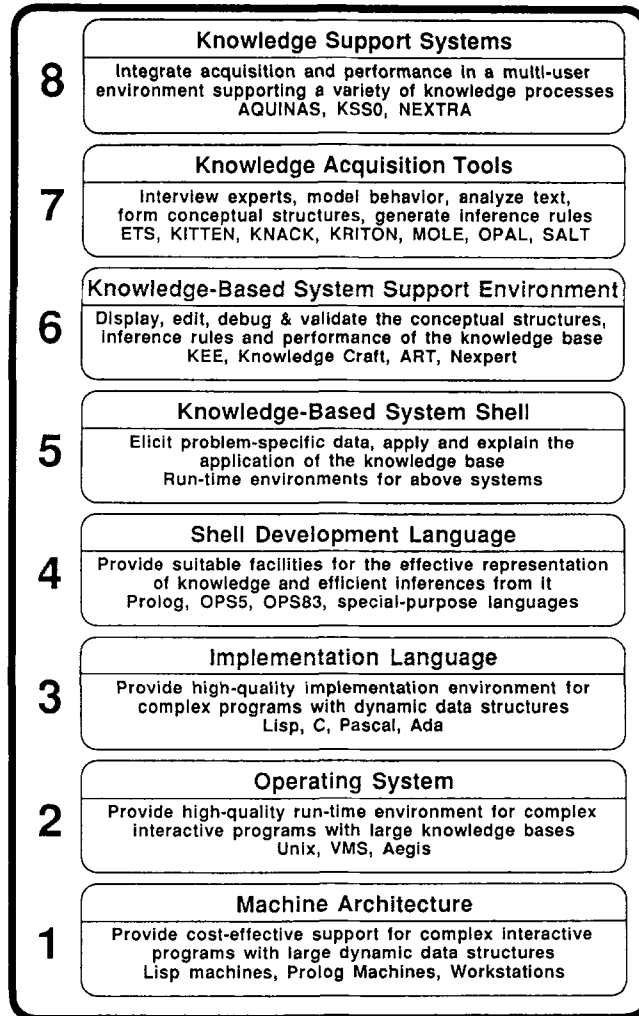 8
Knowledge Support Systems
Integrate acquisition and performance in a multi-user
environment supporting a variety of knowledge processes
AQUINAS, KSS0, NEXTRA
7
Knowledge Acquisition Tools
Interview experts, model behavior, analyze text,
form conceptual structures, generate inference rules
ETS, KITTEN, KNACK, KRITON, MOLE, OPAL, SALT
6
Knowledge-Based System Support Environment
Display, edit, debug & validate the conceptual structures,
inference rules and performance of the knowledge base
KEE, Knowledge Craft, ART, Nexpert
5
Knowledge-Based System Shell
Elicit problem-specific data, apply and explain the
application of the knowledge base
Run-time environments for above systems
4
Shell Development Language
Provide suitable facilities for the effective representation
of knowledge and efficient inferences from it
Prolog, OPS5, OPS83, special-purpose languages
3
Implementation Language
Provide high-quality implementation environment for
complex programs with dynamic data structures
Lisp, C, Pascal, Ada
2
Operating System
Provide high-quality run-time environment for complex
interactive programs with large knowledge bases
Unix, VMS, Aegis
1
Machine Architecture
Provide cost-effective support for complex interactive
programs with large dynamic data structures
Lisp machines, Prolog Machines, Workstations